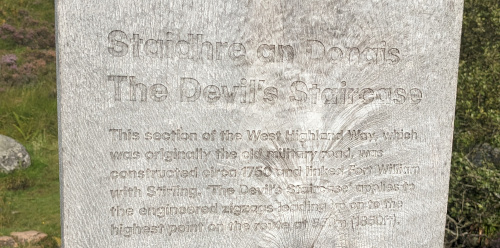 Staidhre an Donais
The Devil's Staircase
This section of the West Highland Way, which
was originally the old military road, was
constructed circa 1750 and linked Fort William
with Stirling. 'The Devil's Staircase' applies to
the engineered zigzags leading up on to the
highest point on the route at (1850ft).